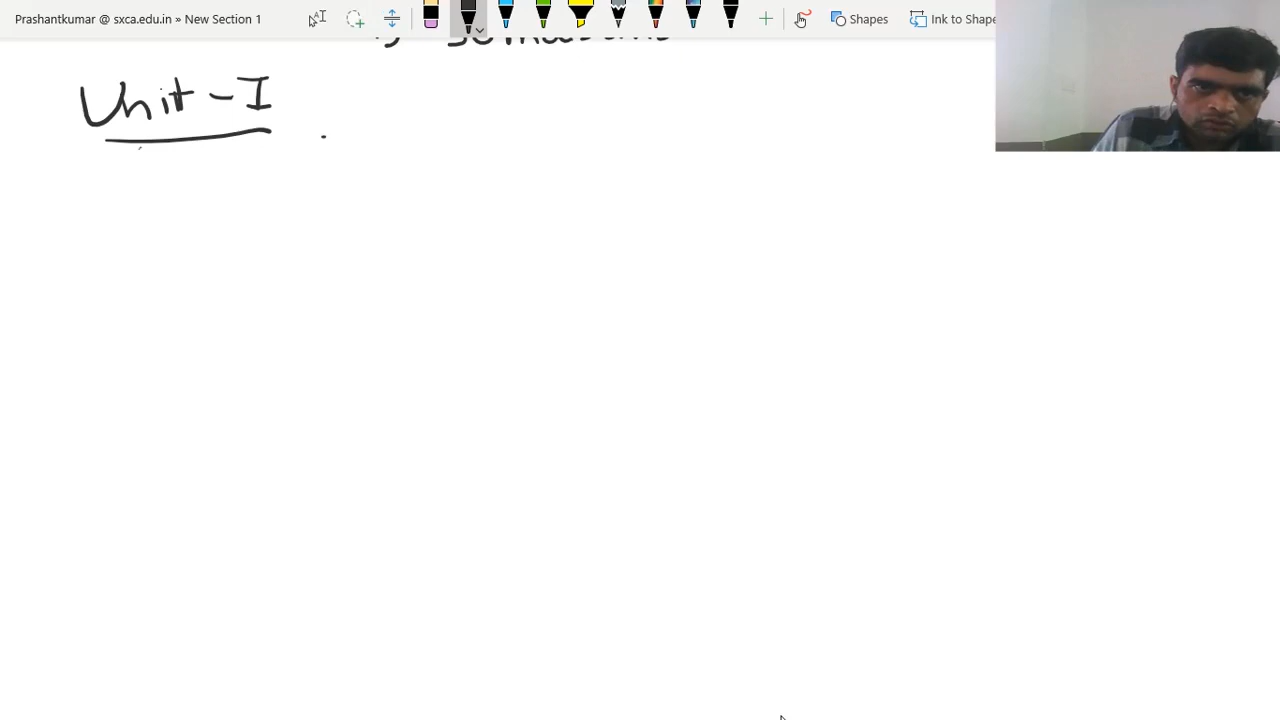 Prashantkumar @ sxca.edu.in » New Section 1
Shapes
Ink to Shape
Unit - I